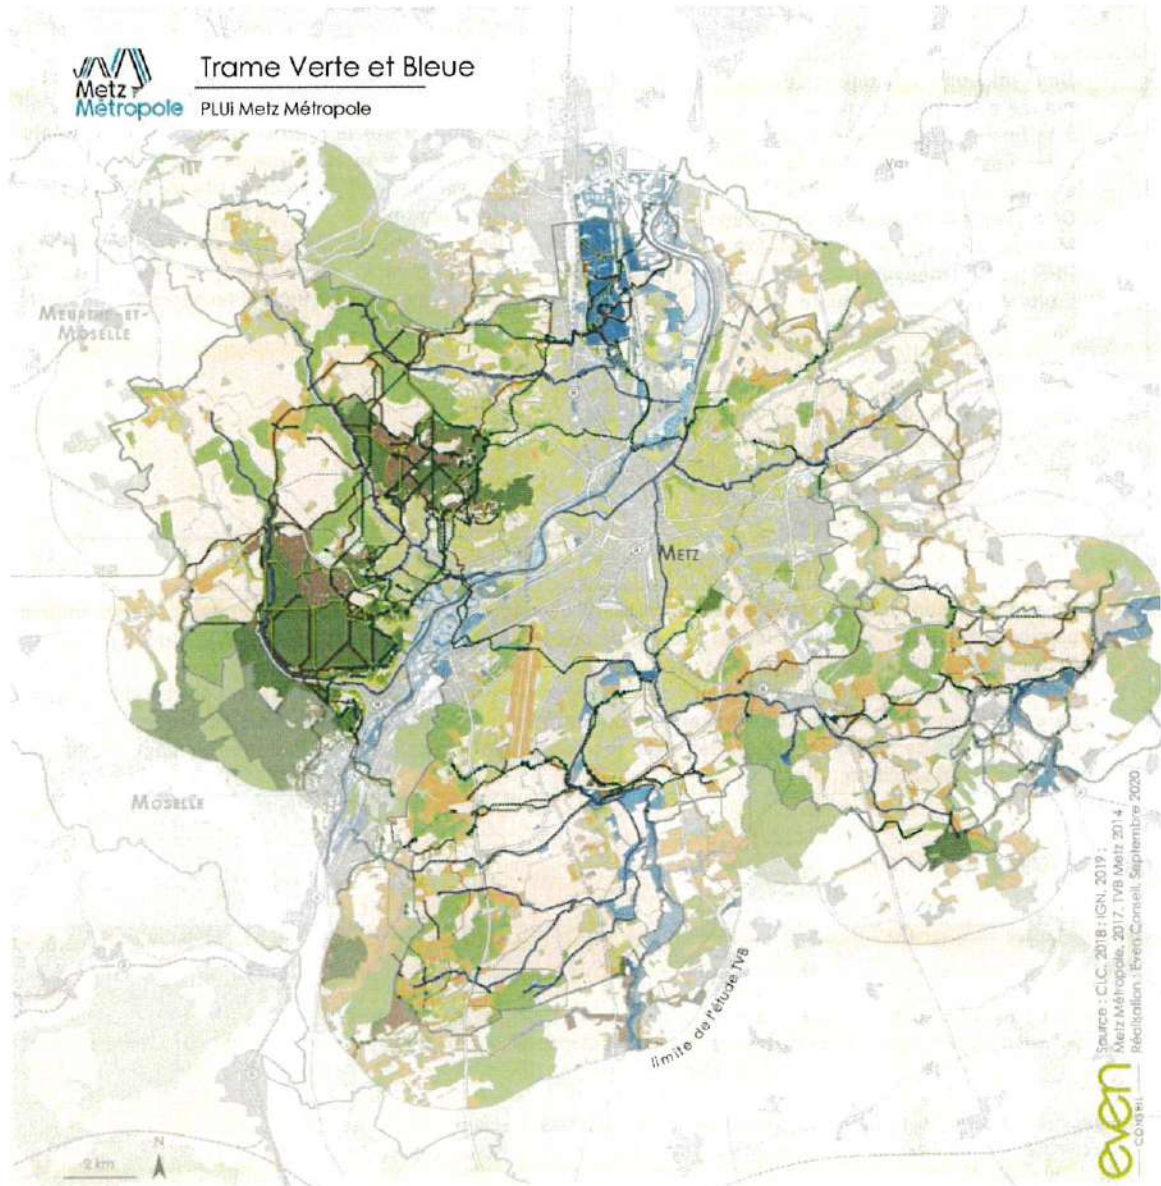 Metz
Métropole
Trame Verte et Bleue
PLUi Metz Métropole
MEURTHE-ET-
MOSELLE
METZ
MOSELLE
limite de l'étude TVB
Source : CLC, 2018 ; IGN, 2019 ;
Metz Métropole, 2017, TVB Metz 2014
Réalisation : Even Conseil, Septembre 2020
even
CONSEIL
2 km
N